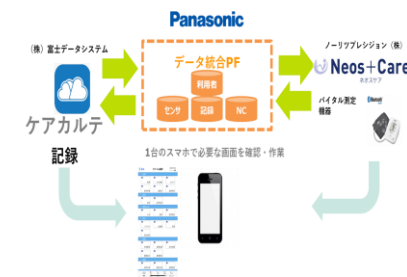 Panasonic
(株)富士データシステム
ケアカルテ
記録
データ統合PF
利用者
センサ
記録
NC
ノーリツプレシジョン(株)
Neos+Care
ネオスケア
バイタル測定
機器
Bluetooth
1台のスマホで必要な画面を確認・作業